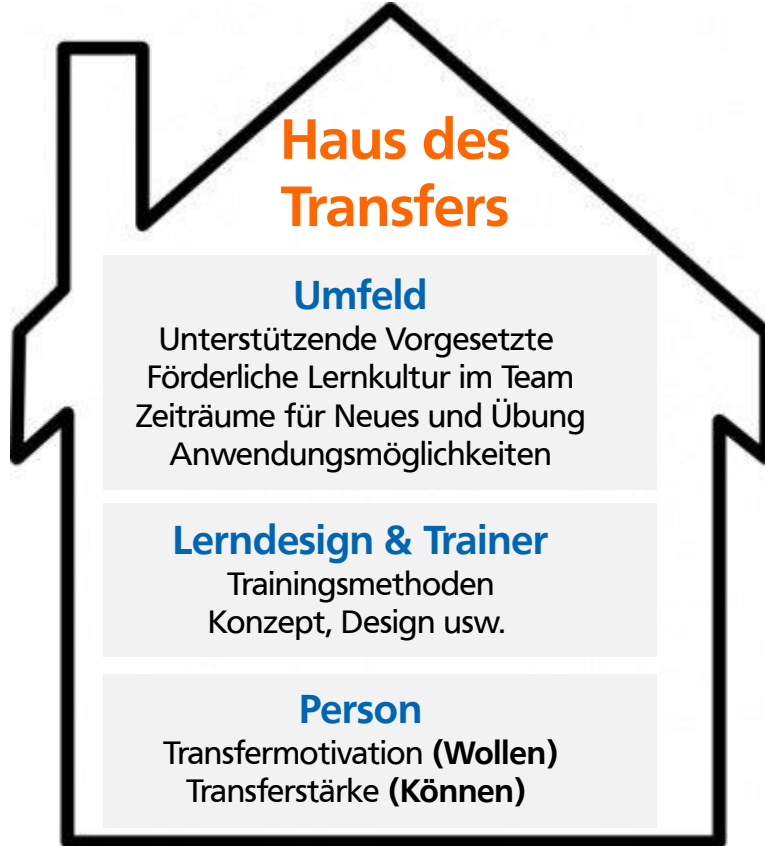 Haus des
Transfers
Umfeld
Unterstützende Vorgesetzte
Förderliche Lernkultur im Team
Zeiträume für Neues und Übung
Anwendungsmöglichkeiten
Lerndesign & Trainer
Trainingsmethoden
Konzept, Design usw.
Person
Transfermotivation (Wollen)
Transferstärke (Können)